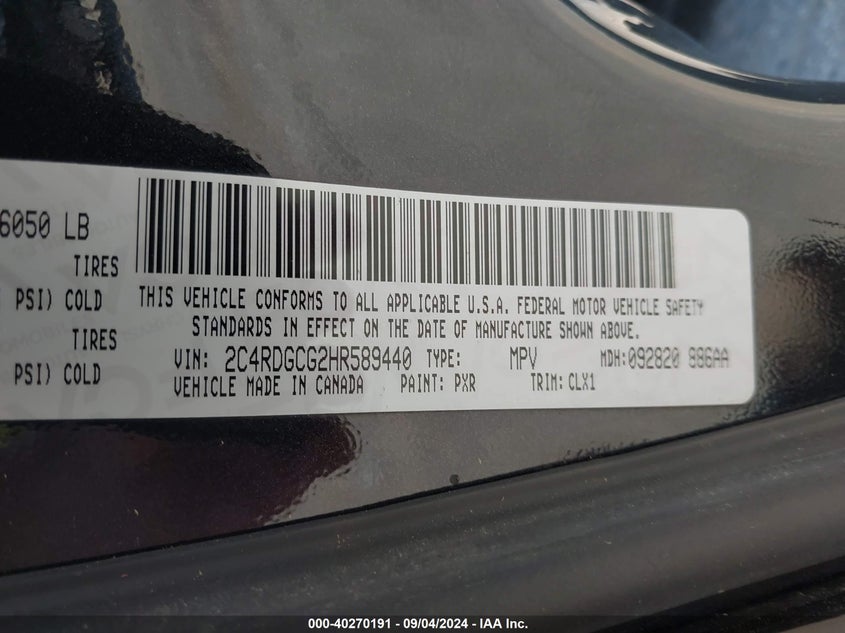 6050 LB
TIRES
PSI) COLD
TIRES
PSI) COLD
THIS VEHICLE CONFORMS TO ALL APPLICABLE U.S.A. FEDERAL MOTOR VEHICLE SAFETY
STANDARDS IN EFFECT ON THE DATE OF MANUFACTURE SHOWN ABOVE.
VIN: 2C4RDGCG2HR589440 TYPE: MPV MDH: 092820 986AA
VEHICLE MADE IN CANADA PAINT: PXR TRIM: CLX1
000-40270191 - 09/04/2024 - IAA Inc.